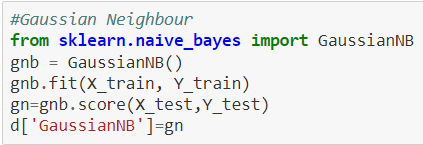 #Gaussian Neighbour
from sklearn.naive_bayes import GaussianNB
gnb = GaussianNB()
gnb.fit(X_train, Y_train)
gn=gnb.score(X_test,Y_test)
d['GaussianNB']=gn